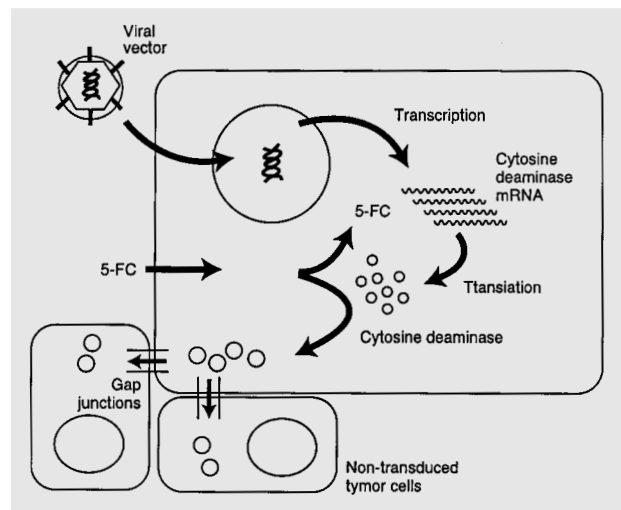 Viral
vector
Transcription
Cytosine
deaminase
mRNA
5-FC
5-FC
Ttansiation
Cytosine deaminase
Gap
junctions
Non-transduced
tymor cells